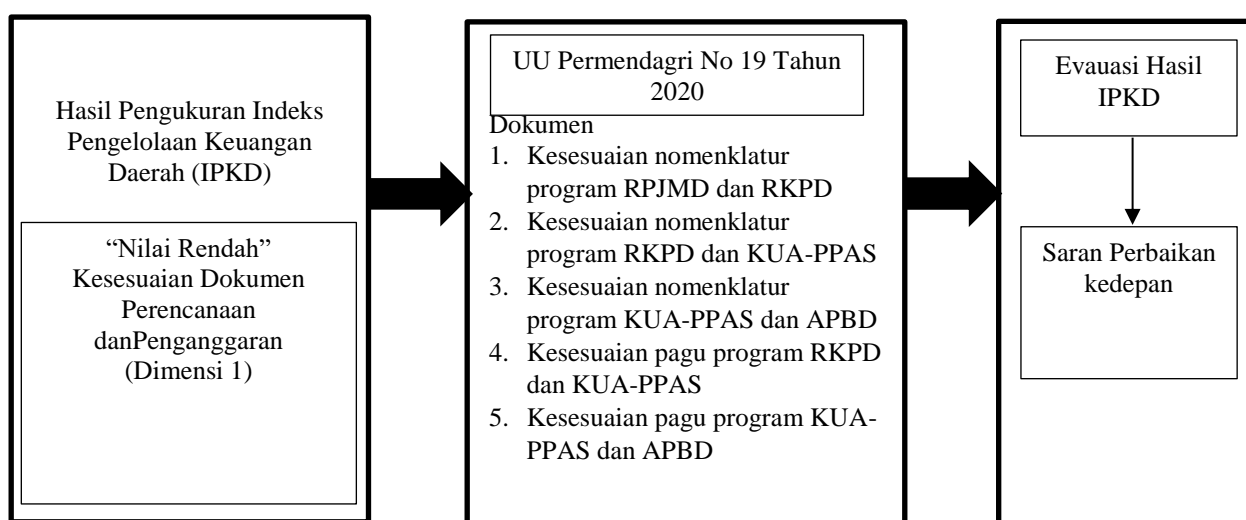 Hasil Pengukuran Indeks
Pengelolaan Keuangan
Daerah (IPKD)
“Nilai Rendah”
Kesesuaian Dokumen
Perencanaan
danPenganggaran
(Dimensi 1)
UU Permendagri No 19 Tahun
2020
Dokumen
1. Kesesuaian nomenklatur
program RPJMD dan RKPD
2. Kesesuaian nomenklatur
program RKPD dan KUA-PPAS
3. Kesesuaian nomenklatur
program KUA-PPAS dan APBD
4. Kesesuaian pagu program RKPD
dan KUA-PPAS
5. Kesesuaian pagu program KUA-
PPAS dan APBD
Evauasi Hasil
IPKD
Saran Perbaikan
kedepan